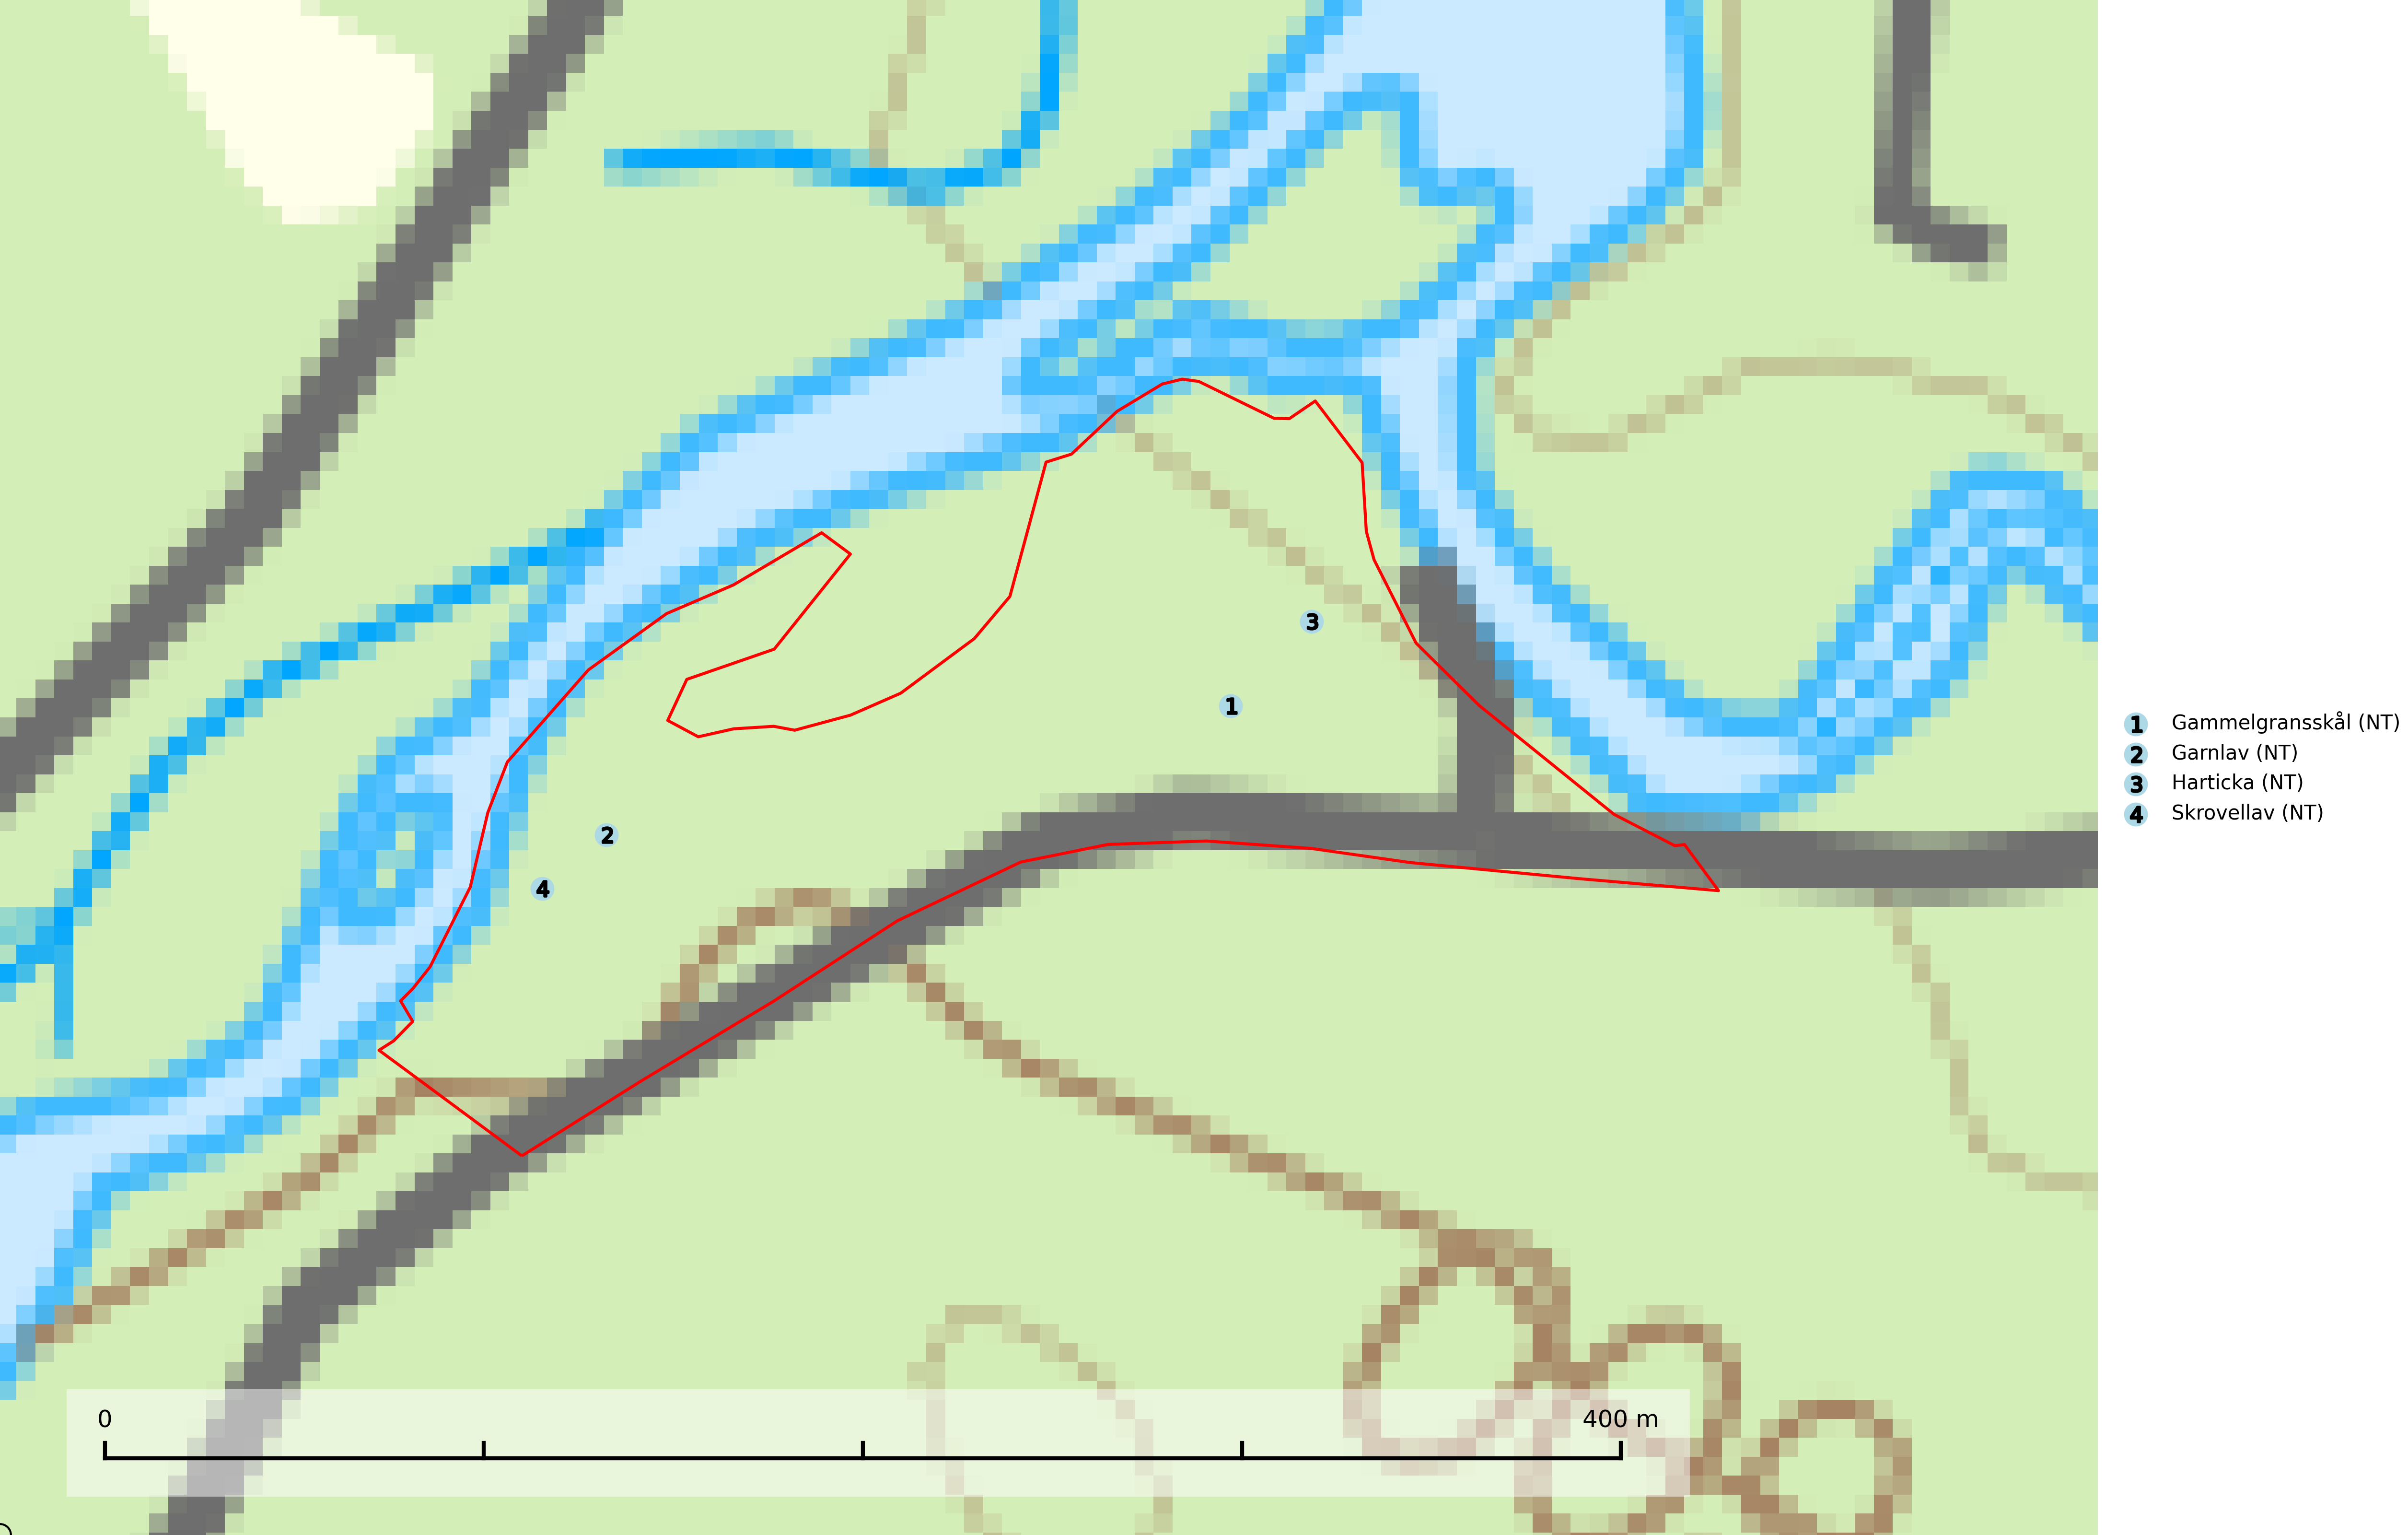 3
1
2
4
1 Gammelgransskål (NT)
2 Garnlav (NT)
3 Harticka (NT)
4 Skrovellav (NT)
0 400 m